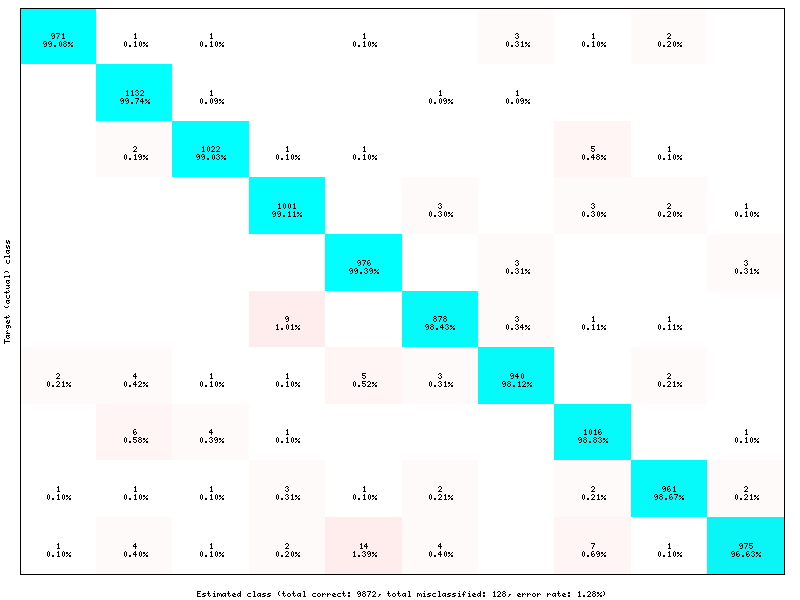 971 1 1 1 3 1 2
99.08% 0.10% 0.10% 0.10% 0.31% 0.10% 0.20%
1132 1 1 1
99.74% 0.09% 0.09% 0.09%
2 1022 1 1 5 1
0.19% 99.03% 0.10% 0.10% 0.48% 0.10%
1001 3 3 2 1
99.11% 0.30% 0.30% 0.20% 0.10%
976 3 3
99.39% 0.31% 0.31%
Target (actual) class
9 878 3 1 1
1.01% 98.43% 0.34% 0.11% 0.11%
2 4 1 1 5 3 940 2
0.21% 0.42% 0.10% 0.10% 0.52% 0.31% 98.12% 0.21%
6 4 1 1016 1
0.58% 0.39% 0.10% 98.83% 0.10%
1 1 1 3 1 2 2 961 2
0.10% 0.10% 0.10% 0.31% 0.10% 0.21% 0.21% 98.67% 0.21%
1 4 1 2 14 4 7 1 975
0.10% 0.40% 0.10% 0.20% 1.39% 0.40% 0.69% 0.10% 96.63%
Estimated class (total correct: 9872, total misclassified: 128, error rate: 1.28%)